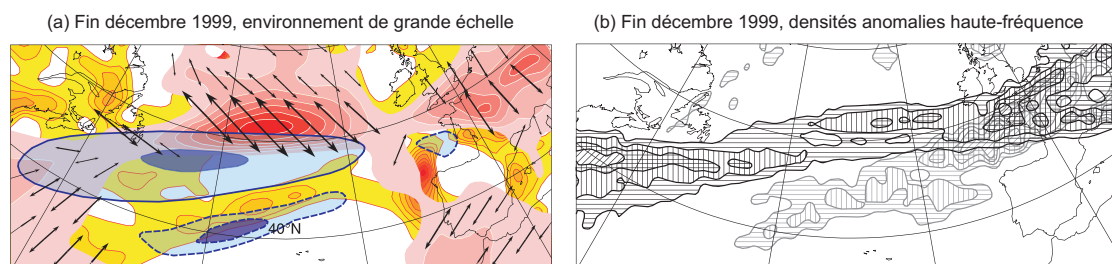 (a) Fin décembre 1999, environnement de grande échelle
(b) Fin décembre 1999, densités anomalies haute-fréquence
40°N